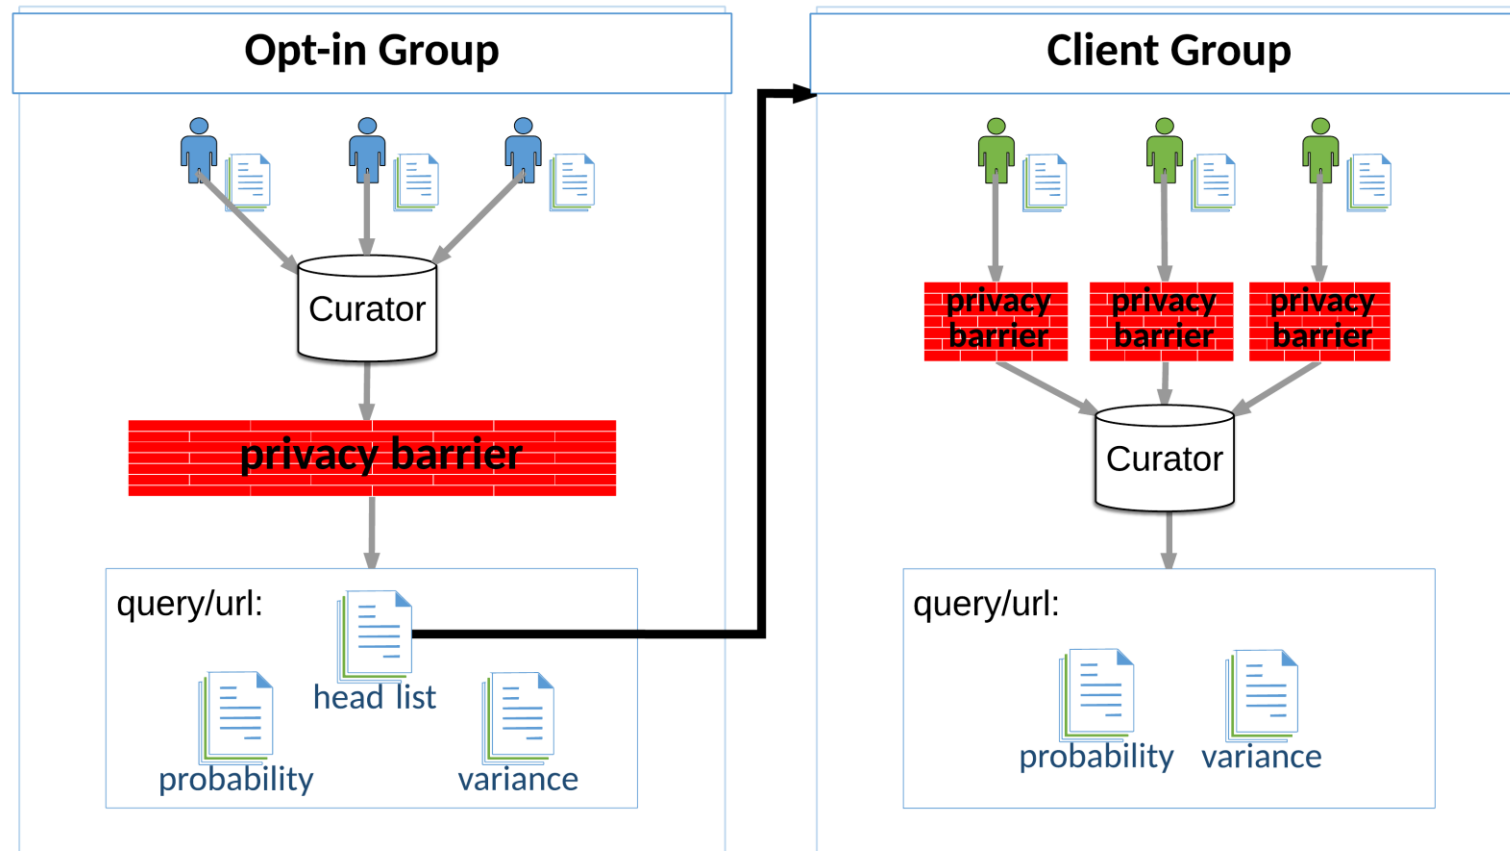 Opt-in Group
Curator
privacy barrier
query/url:
head list
probability
variance
Client Group
privacy
barrier
privacy
barrier
privacy
barrier
Curator
query/url:
probability
variance